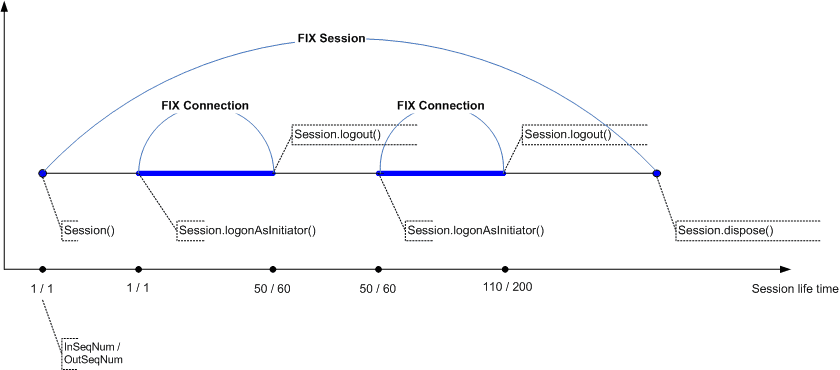 FIX Session
FIX Connection
FIX Connection
Session.logout()
Session.logout()
Session()
Session.logonAsInitiator()
Session.logonAsInitiator()
Session.dispose()
1 / 1
1 / 1
50 / 60
50 / 60
110 / 200
Session life time
InSeqNum /
OutSeqNum